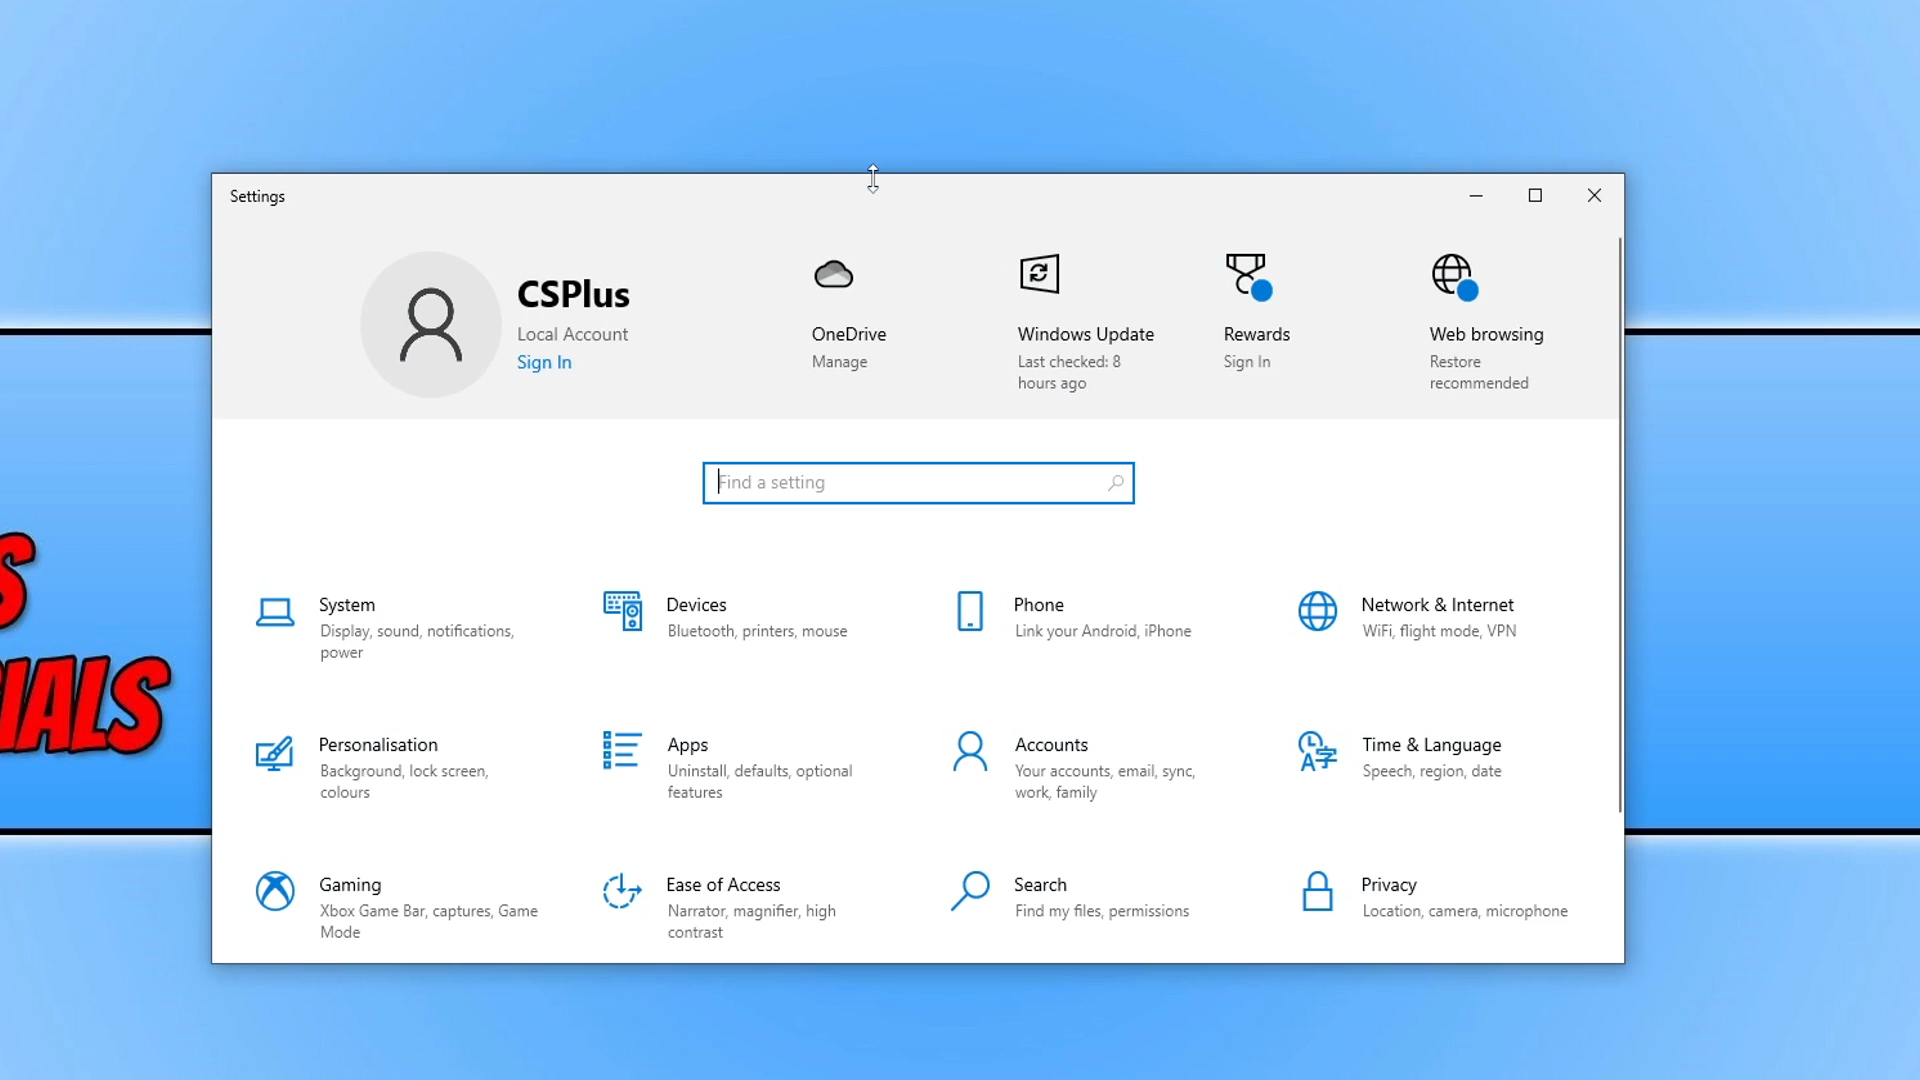 Settings
CSPlus
Local Account
Sign In
OneDrive
Manage
Windows Update
Last checked: 8
hours ago
Rewards
Sign In
Web browsing
Restore
recommended
Find a setting
System
Display, sound, notifications,
power
Devices
Bluetooth, printers, mouse
Phone
Link your Android, iPhone
Network & Internet
WiFi, flight mode, VPN
S
IALS
Personalisation
Background, lock screen,
colours
Apps
Uninstall, defaults, optional
features
Accounts
Your accounts, email, sync,
work, family
Time & Language
Speech, region, date
Gaming
Xbox Game Bar, captures, Game
Mode
Ease of Access
Narrator, magnifier, high
contrast
Search
Find my files, permissions
Privacy
Location, camera, microphone